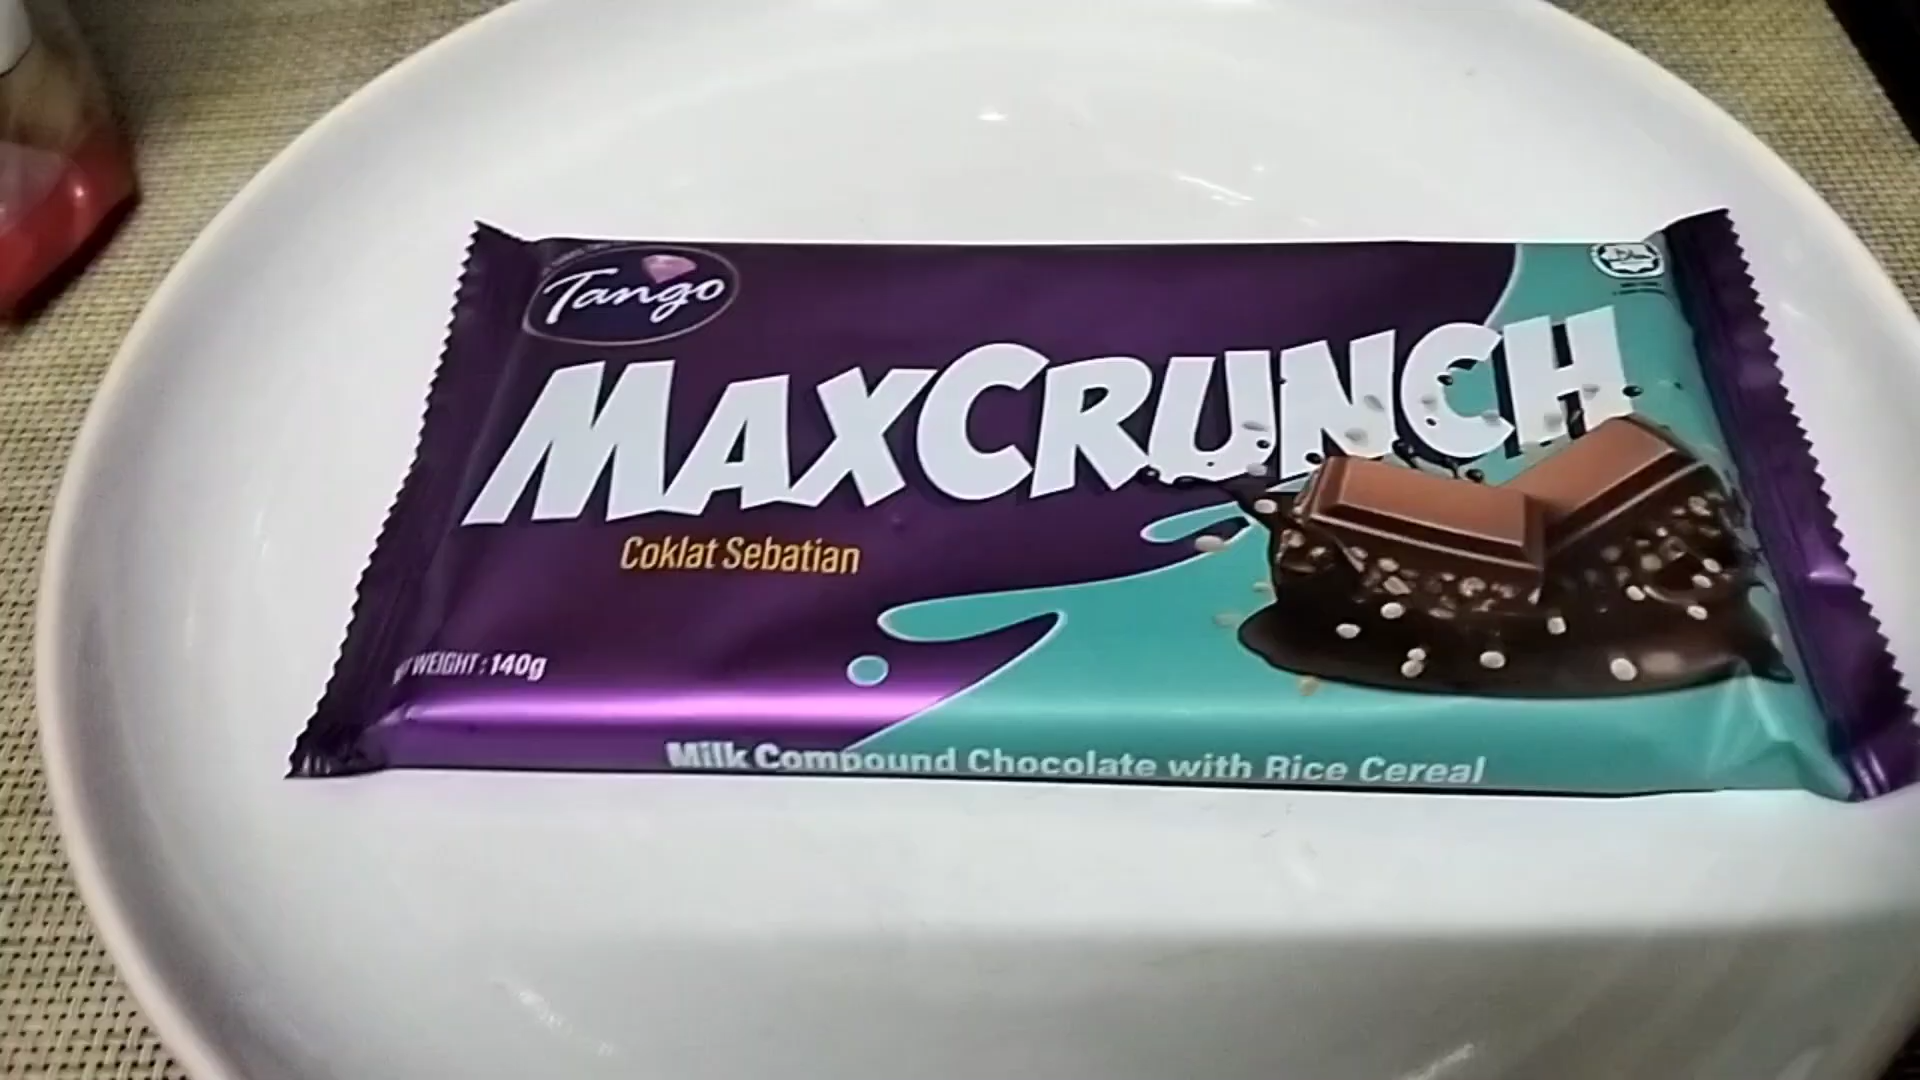 Tango
MAXCRUNCH
Coklat Sebatian
WEIGHT : 140g
Milk Compound Chocolate with Rice Cereal